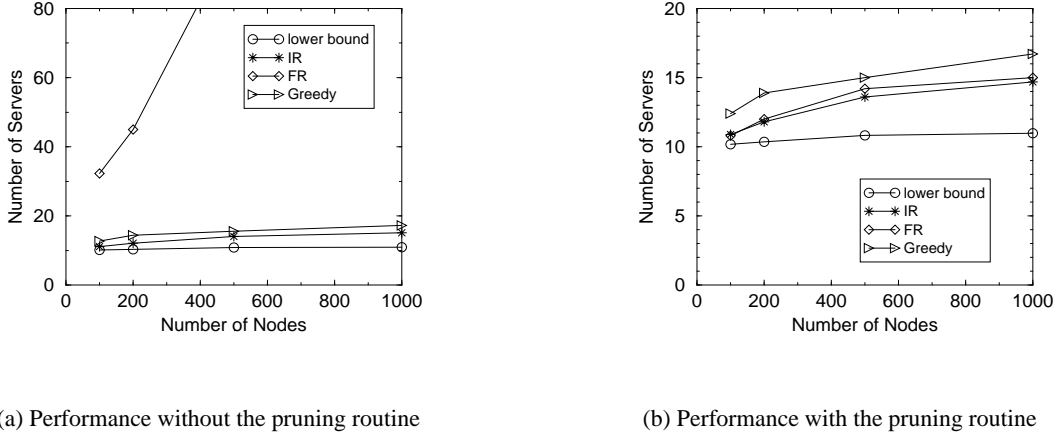 80
60
40
20
0
Number of Servers
lower bound
IR
FR
Greedy
0 200 400 600 800 1000
Number of Nodes
(a) Performance without the pruning routine
20
15
10
5
0
Number of Servers
lower bound
IR
FR
Greedy
0 200 400 600 800 1000
Number of Nodes
(b) Performance with the pruning routine